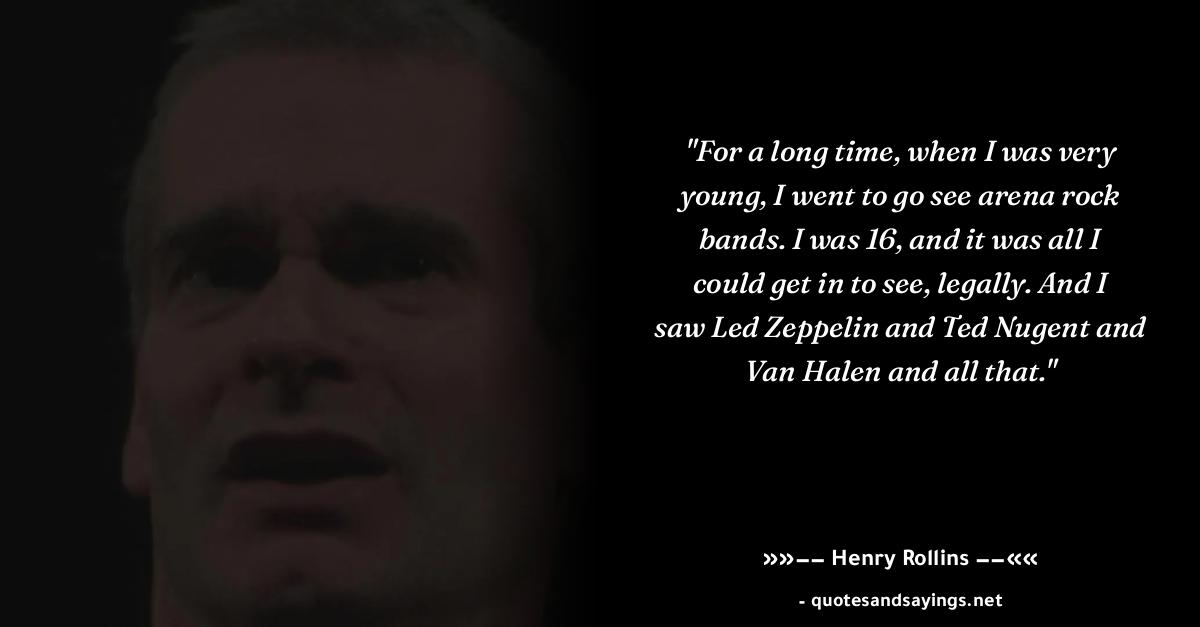 "For a long time, when I was very
young, I went to go see arena rock
bands. I was 16, and it was all I
could get in to see, legally. And I
saw Led Zeppelin and Ted Nugent and
Van Halen and all that."
»»−− Henry Rollins −−««
- quotesandsayings.net